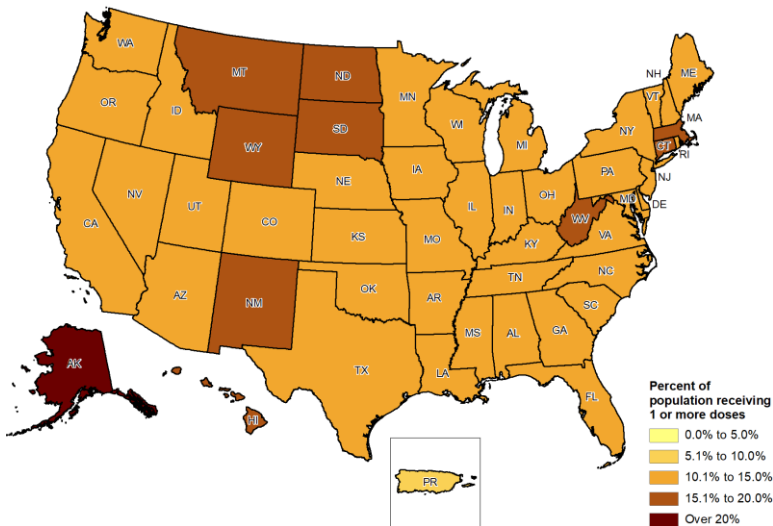 WA
MT
ND
MN
OR
ID
SD
WY
WI
MI
NH
VT
ME
MA
NY
CT
RI
NV
UT
CA
CO
NE
IA
KS
MO
IL
IN
OH
PA
NJ
MD
DE
WV
VA
KY
TN
NC
SC
AZ
NM
OK
AR
MS
AL
GA
LA
TX
FL
AK
HI
PR
Percent of
population receiving
1 or more doses
0.0% to 5.0%
5.1% to 10.0%
10.1% to 15.0%
15.1% to 20.0%
Over 20%